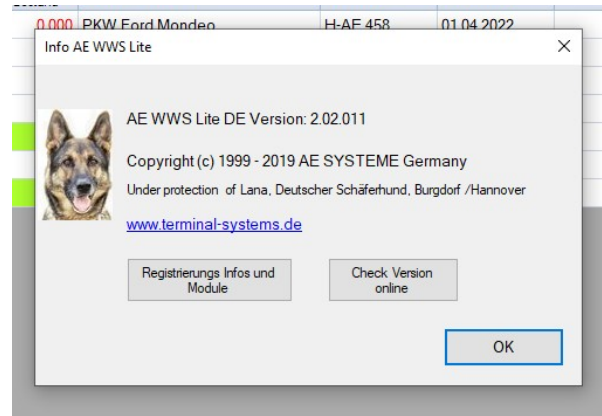 0.000 PKW Ford Mondeo H-AE 458 01.04.2022
Info AE WWS Lite
AE WWS Lite DE Version: 2.02.011
Copyright (c) 1999 - 2019 AE SYSTEME Germany
Under protection of Lana, Deutscher Schäferhund, Burgdorf /Hannover
www.terminal-systems.de
Registrierungs Infos und
Module
Check Version
online
OK